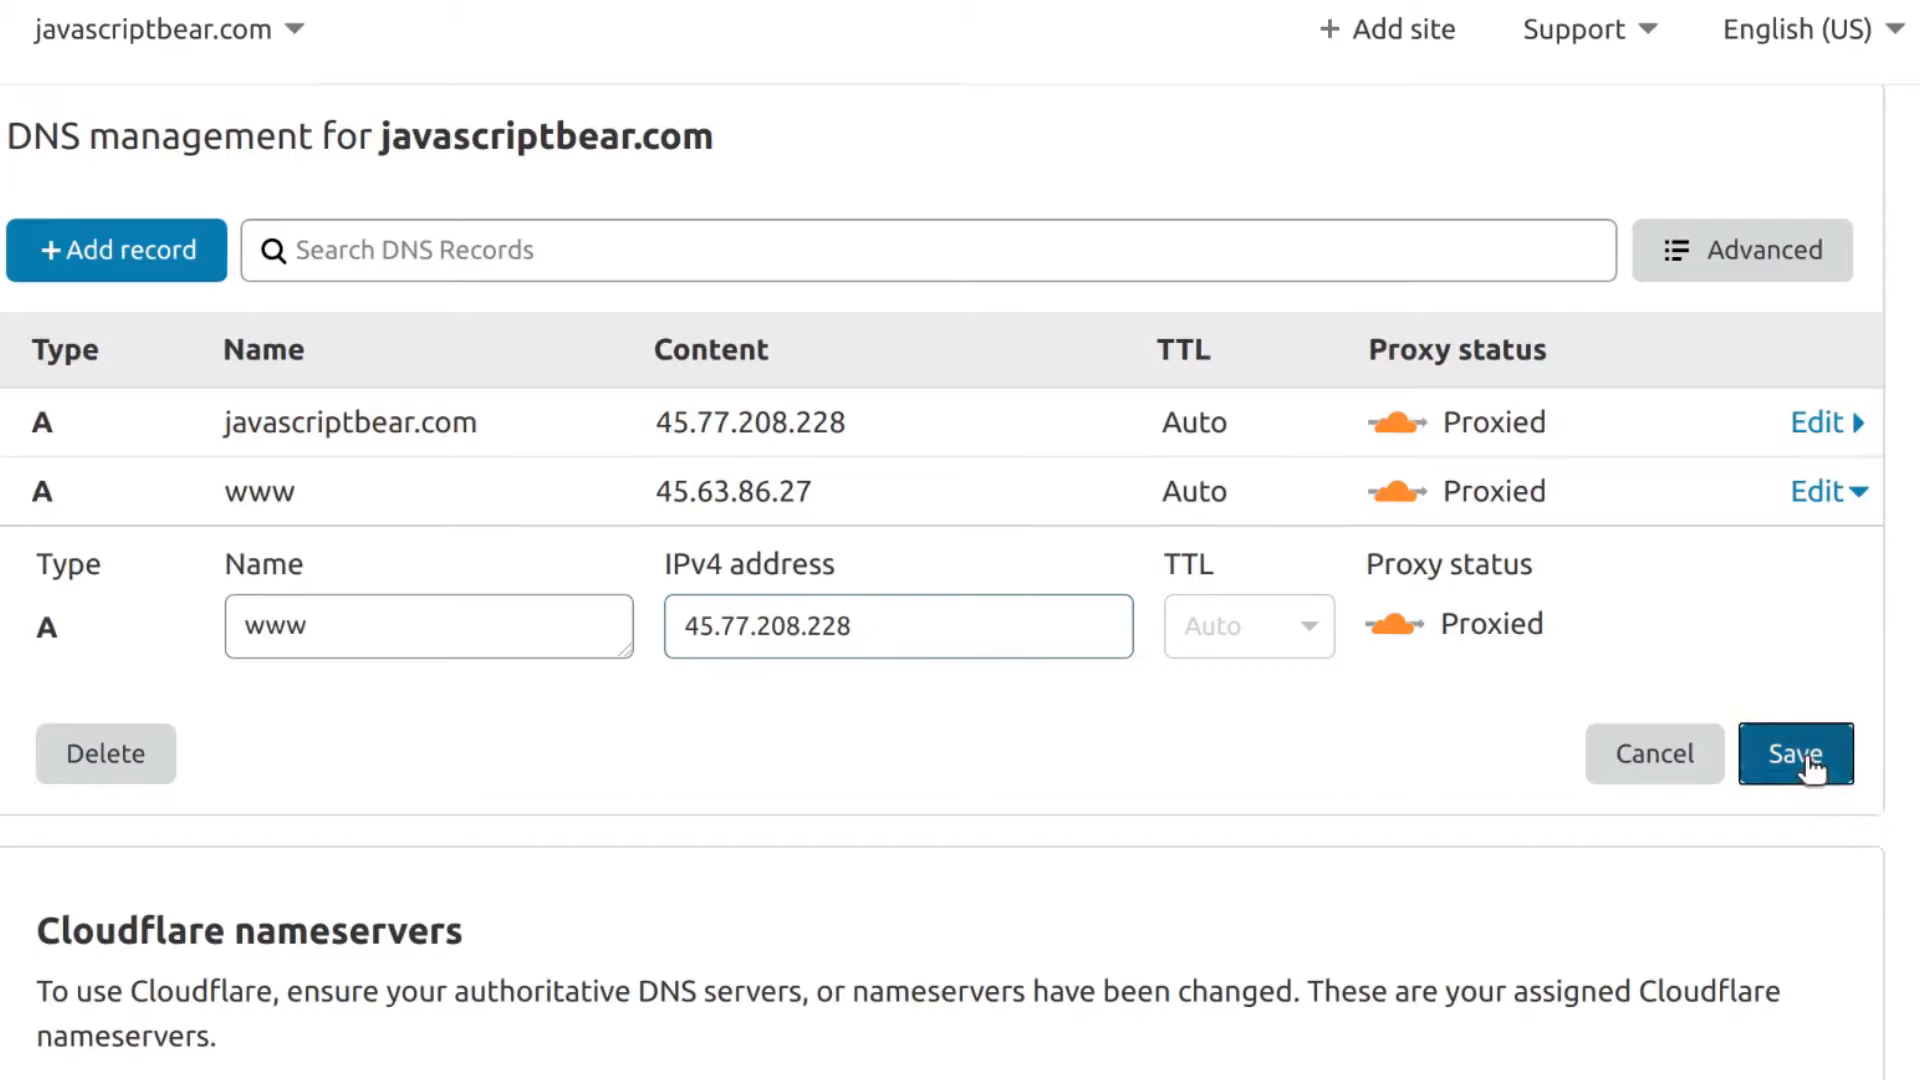 javascriptbear.com
+ Add site
Support
English (US)
DNS management for javascriptbear.com
+ Add record
Search DNS Records
Advanced
Type Name Content TTL Proxy status
A javascriptbear.com 45.77.208.228 Auto Proxied Edit
A www 45.63.86.27 Auto Proxied Edit
Type Name IPv4 address TTL Proxy status
A www 45.77.208.228 Auto Proxied
Delete Cancel Save
Cloudflare nameservers
To use Cloudflare, ensure your authoritative DNS servers, or nameservers have been changed. These are your assigned Cloudflare
nameservers.